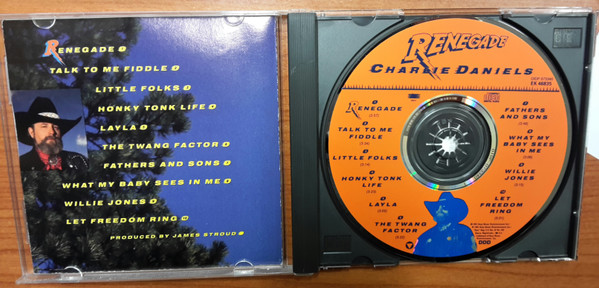 RENEGADE
TALK TO ME FIDDLE
LITTLE FOLKS
HONKY TONK LIFE
LAYLA
THE TWANG FACTOR
FATHERS AND SONS
WHAT MY BABY SEES IN ME
WILLIE JONES
LET FREEDOM RING
PRODUCED BY JAMES STROUD
RENEGADE
CHARLIE DANIELS
EK 46835
RENEGADE
TALK TO ME
FIDDLE
LITTLE FOLKS
HONKY TONK
LIFE
LAYLA
THE TWANG
FACTOR
FATHERS
AND SONS
WHAT MY
BABY SEES
IN ME
WILLIE
JONES
LET
FREEDOM
RING
DDD